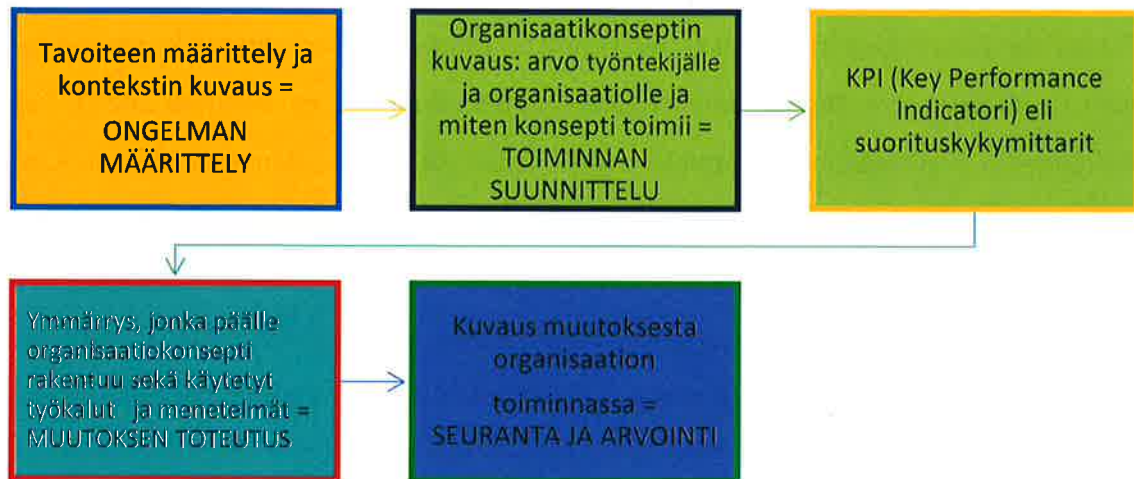 Tavoiteen määrittely ja
kontekstin kuvaus =
ONGELMAN
MÄÄRITTELY
Organisaatikonseptin
kuvaus: arvo työntekijälle
ja organisaatiolle ja
miten konsepti toimii =
TOIMINNAN
SUUNNITTELU
KPI (Key Performance
Indicatori) eli
suorituskykymittarit
Ymmärrys, jonka päälle
organisaatiokonsepti
rakentuu sekä käytetyt
työkalut ja menetelmät =
MUUTOKSEN TOTEUTUS
Kuvaus muutoksesta
organisaation
toiminnassa =
SEURANTA JA ARVOINTI